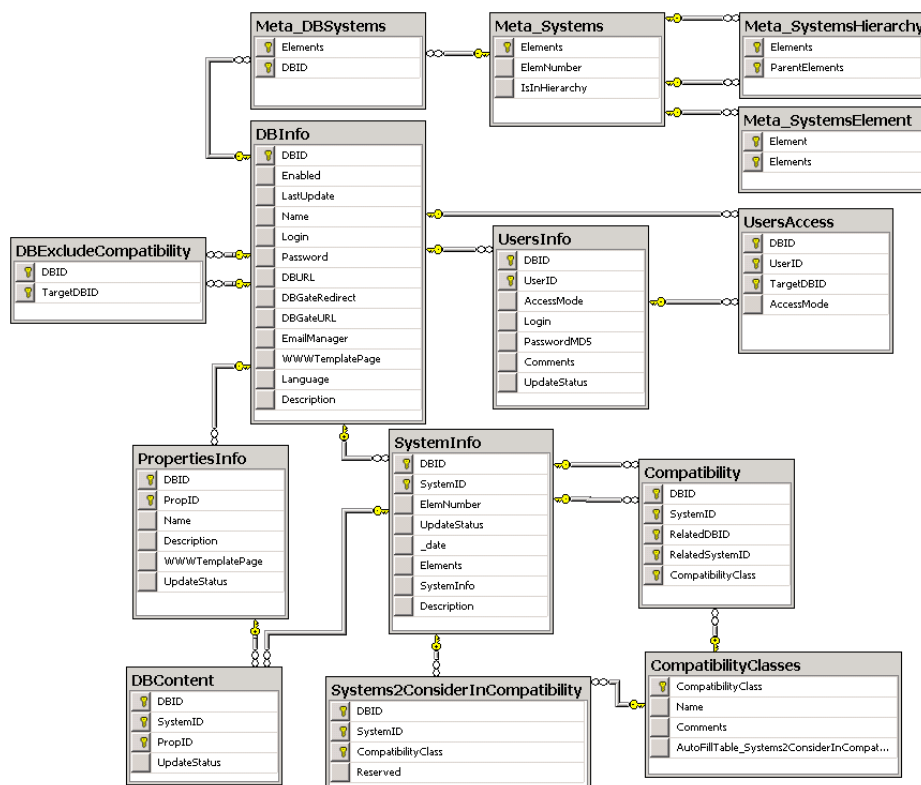 Meta_DBSystems
Elements
DBID
Meta_Systems
Elements
ElemNumber
IsInHierarchy
Meta_SystemsHierarchy
Elements
ParentElements
Meta_SystemsElement
Element
Elements
DBInfo
DBID
Enabled
LastUpdate
Name
Login
Password
DBURL
DBGateRedirect
DBGateURL
EmailManager
WWWTemplatePage
Language
Description
DBExcludeCompatibility
DBID
TargetDBID
UsersInfo
DBID
UserID
AccessMode
Login
PasswordMD5
Comments
UpdateStatus
UsersAccess
DBID
UserID
TargetDBID
AccessMode
PropertiesInfo
DBID
PropID
Name
Description
WWWTemplatePage
UpdateStatus
SystemInfo
DBID
SystemID
ElemNumber
UpdateStatus
_date
Elements
SystemInfo
Description
Compatibility
DBID
SystemID
RelatedDBID
RelatedSystemID
CompatibilityClass
DBContent
DBID
SystemID
PropID
UpdateStatus
Systems2ConsiderInCompatibility
DBID
SystemID
CompatibilityClass
Reserved
CompatibilityClasses
CompatibilityClass
Name
Comments
AutoFillTable_Systems2ConsiderInCompat...